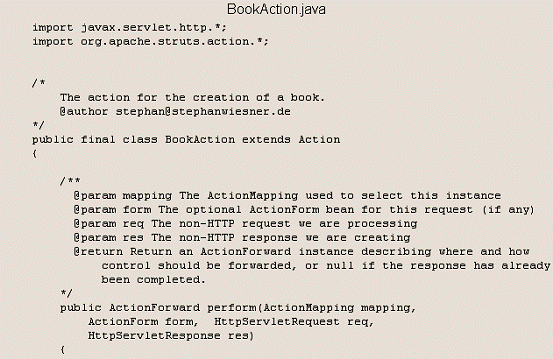 BookAction.java
import javax.servlet.http.*;
import org.apache.struts.action.*;
/*
The action for the creation of a book.
@author stephan@stephanwiesner.de
*/
public final class BookAction extends Action
{
/**
@param mapping The ActionMapping used to select this instance
@param form The optional ActionForm bean for this request (if any)
@param req The non-HTTP request we are processing
@param res The non-HTTP response we are creating
@return Return an ActionForward instance describing where and how
control should be forwarded, or null if the response has already
been completed.
*/
public ActionForward perform(ActionMapping mapping,
ActionForm form, HttpServletRequest req,
HttpServletResponse res)
{